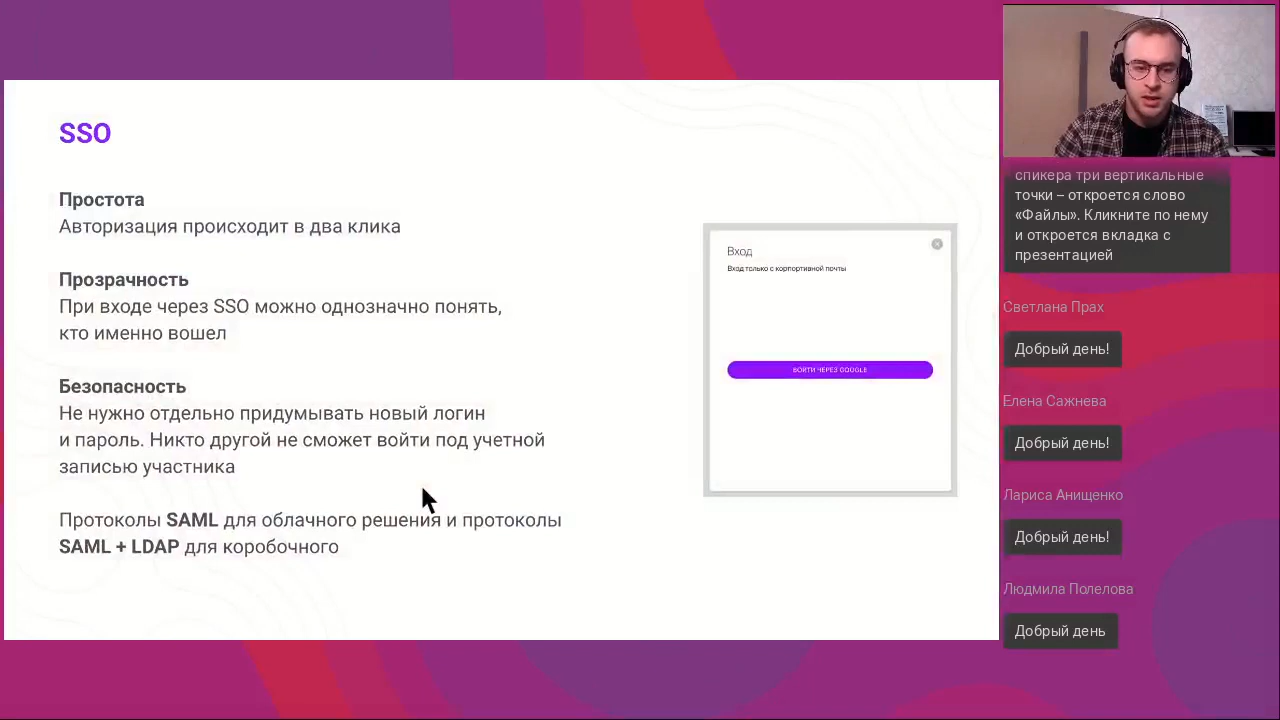 SSO
Простота
Авторизация происходит в два клика
Прозрачность
При входе через SSO можно однозначно понять,
кто именно вошел
Безопасность
Не нужно отдельно придумывать новый логин
и пароль. Никто другой не сможет войти под учетной
записью участника
Протоколы SAML для облачного решения и протоколы
SAML + LDAP для коробочного
Вход
Вход только с корпортивной почты
ВОЙТИ ЧЕРЕЗ GOOGLE
спикера три вертикальные
точки – откроется слово
«Файлы». Кликните по нему
и откроется вкладка с
презентацией
Светлана Прах
Добрый день!
Елена Сажнева
Добрый день!
Лариса Анищенко
Добрый день!
Людмила Полелова
Добрый день